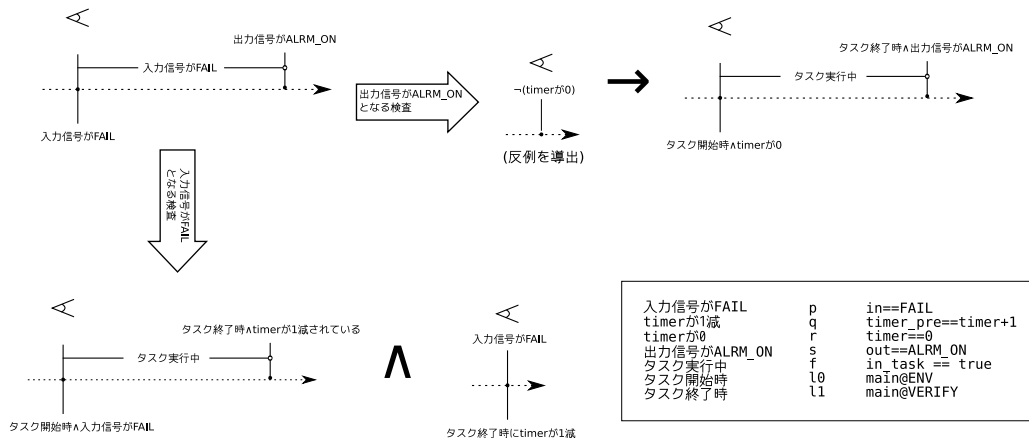 出力信号がALRM_ON
入力信号がFAIL
入力信号がFAIL
出力信号がALRM_ON
となる検査
¬(timerが0)
(反例を導出)
タスク終了時∧出力信号がALRM_ON
タスク実行中
タスク開始時∧timerが0
入力信号がFAIL
となる検査
タスク終了時∧timerが1減されている
タスク実行中
タスク開始時∧入力信号がFAIL
∧
入力信号がFAIL
タスク終了時にtimerが1減
入力信号がFAIL p in==FAIL
timerが1減 q timer_pre==timer+1
timerが0 r timer==0
出力信号がALRM_ON s out==ALRM_ON
タスク実行中 f in_task == true
タスク開始時 l0 main@ENV
タスク終了時 l1 main@VERIFY